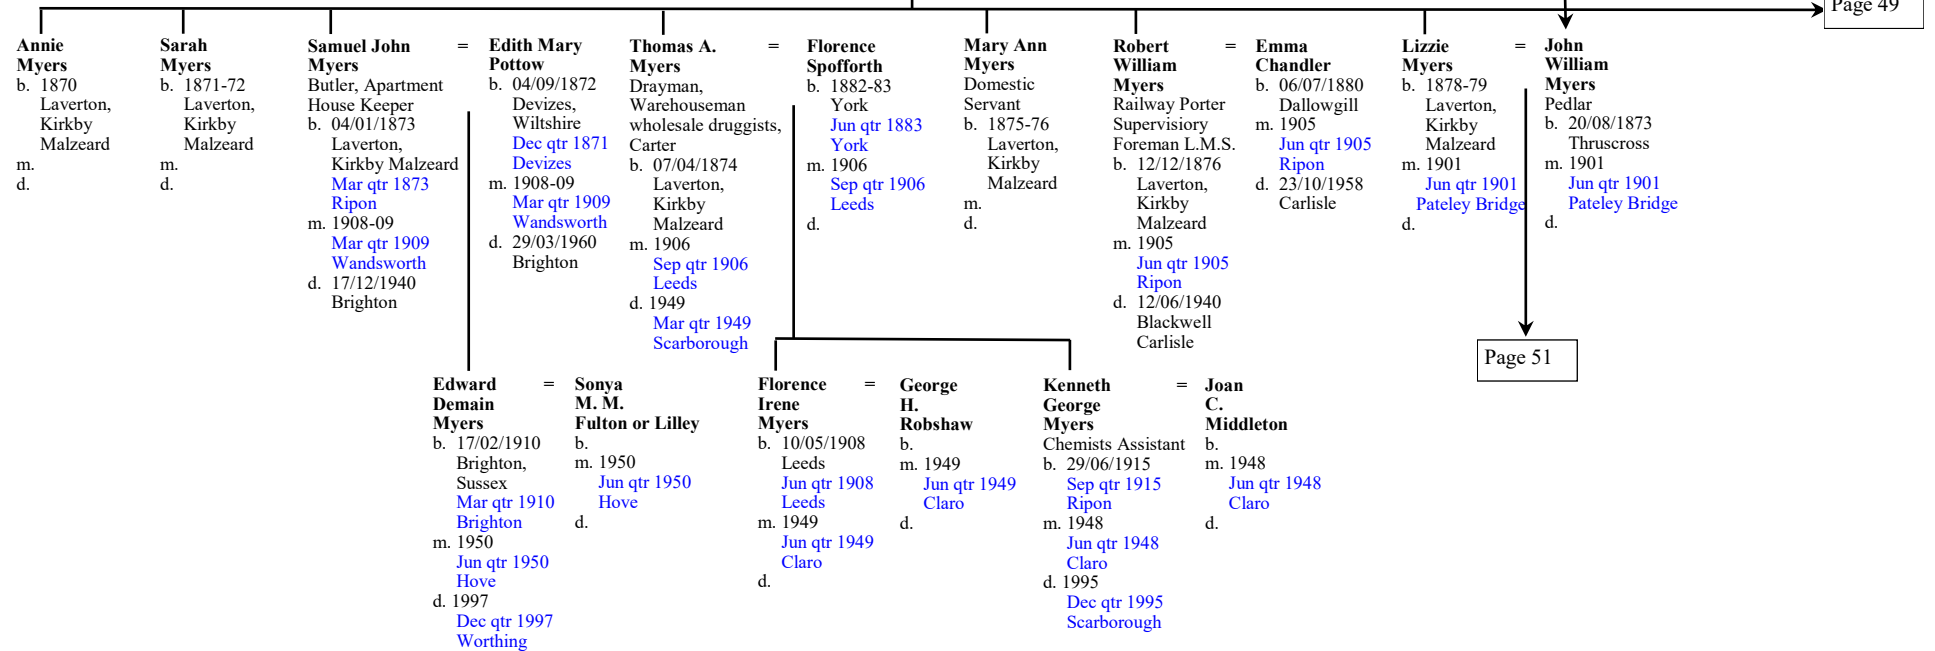 Page 49
Annie
Myers
b. 1870
Laverton,
Kirkby
Malzeard
m.
d.
Sarah
Myers
b. 1871-72
Laverton,
Kirkby
Malzeard
m.
d.
Samuel John
Myers
Butler, Apartment
House Keeper
b. 04/01/1873
Laverton,
Kirkby Malzeard
Mar qtr 1873
Ripon
m. 1908-09
Mar qtr 1909
Wandsworth
d. 17/12/1940
Brighton
=
Edith Mary
Pottow
b. 04/09/1872
Devizes,
Wiltshire
Dec qtr 1871
Devizes
m. 1908-09
Mar qtr 1909
Wandsworth
d. 29/03/1960
Brighton
Thomas A.
Myers
Drayman,
Warehouseman
wholesale druggists,
Carter
b. 07/04/1874
Laverton,
Kirkby
Malzeard
m. 1906
Sep qtr 1906
Leeds
d. 1949
Mar qtr 1949
Scarborough
=
Florence
Spofforth
b. 1882-83
York
Jun qtr 1883
York
m. 1906
Sep qtr 1906
Leeds
d.
Mary Ann
Myers
Domestic
Servant
b. 1875-76
Laverton,
Kirkby
Malzeard
m.
d.
Robert
William
Myers
Railway Porter
Supervisiory
Foreman L.M.S.
b. 12/12/1876
Laverton,
Kirkby
Malzeard
m. 1905
Jun qtr 1905
Ripon
d. 12/06/1940
Blackwell
Carlisle
=
Emma
Chandler
b. 06/07/1880
Dallowgill
m. 1905
Jun qtr 1905
Ripon
d. 23/10/1958
Carlisle
Lizzie
Myers
b. 1878-79
Laverton,
Kirkby
Malzeard
m. 1901
Jun qtr 1901
Pateley Bridge
d.
=
John
William
Myers
Pedlar
b. 20/08/1873
Thruscross
m. 1901
Jun qtr 1901
Pateley Bridge
d.
Page 51
Edward
Demain
Myers
b. 17/02/1910
Brighton,
Sussex
Mar qtr 1910
Brighton
m. 1950
Jun qtr 1950
Hove
d. 1997
Dec qtr 1997
Worthing
=
Sonya
M. M.
Fulton or Lilley
b.
m. 1950
Jun qtr 1950
Hove
d.
Florence
Irene
Myers
b. 10/05/1908
Leeds
Jun qtr 1908
Leeds
m. 1949
Jun qtr 1949
Claro
d.
=
George
H.
Robshaw
b.
m. 1949
Jun qtr 1949
Claro
d.
Kenneth
George
Myers
Chemists Assistant
b. 29/06/1915
Sep qtr 1915
Ripon
m. 1948
Jun qtr 1948
Claro
d. 1995
Dec qtr 1995
Scarborough
=
Joan
C.
Middleton
b.
m. 1948
Jun qtr 1948
Claro
d.